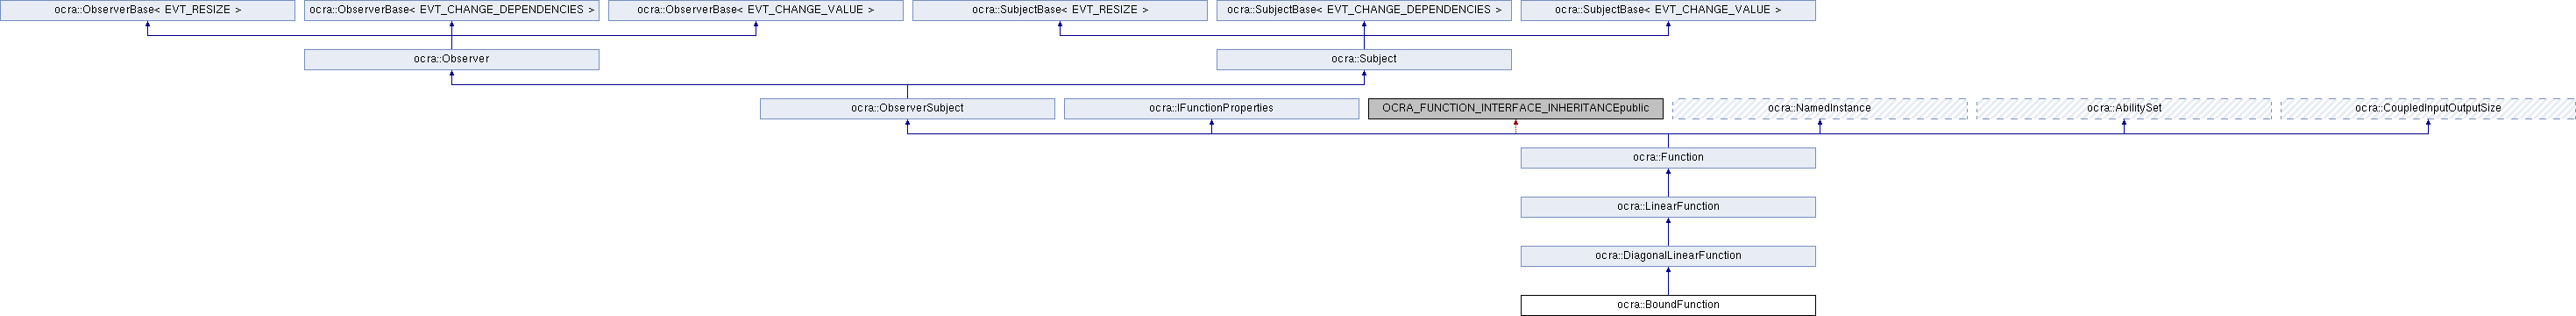 ocra::ObserverBase< EVT_RESIZE >
ocra::ObserverBase< EVT_CHANGE_DEPENDENCIES >
ocra::ObserverBase< EVT_CHANGE_VALUE >
ocra::SubjectBase< EVT_RESIZE >
ocra::SubjectBase< EVT_CHANGE_DEPENDENCIES >
ocra::SubjectBase< EVT_CHANGE_VALUE >
ocra::Observer
ocra::Subject
ocra::ObserverSubject
ocra::IFunctionProperties
OCRA_FUNCTION_INTERFACE_INHERITANCEpublic
ocra::NamedInstance
ocra::AbilitySet
ocra::CoupledInputOutputSize
ocra::Function
ocra::LinearFunction
ocra::DiagonalLinearFunction
ocra::BoundFunction